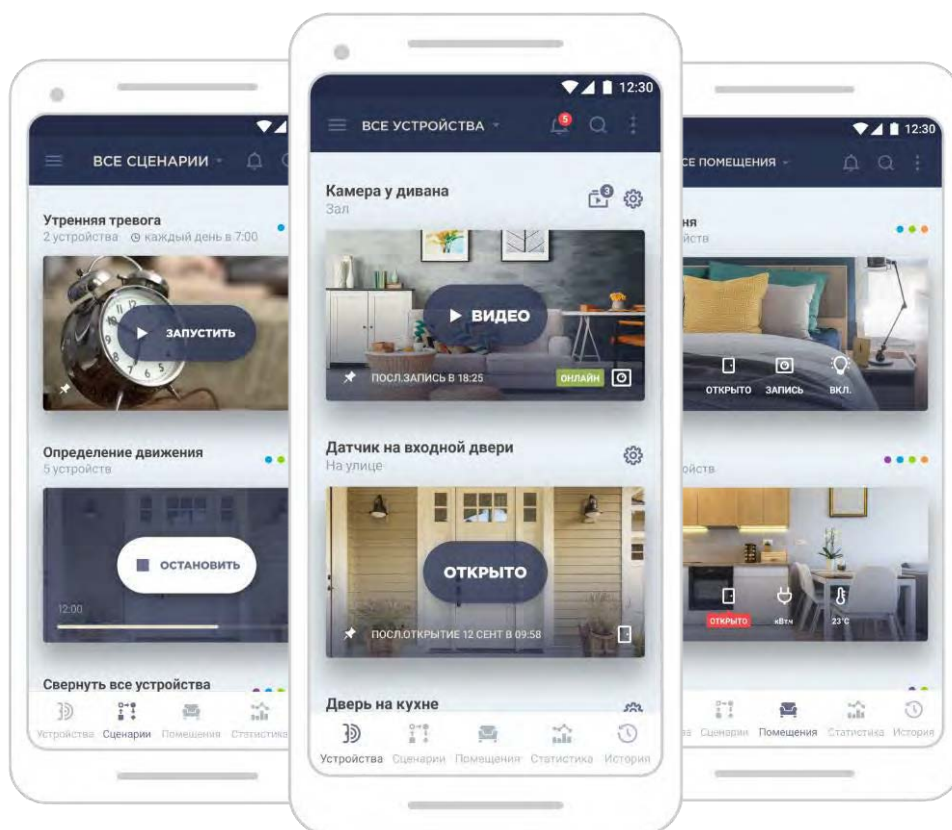 ВСЕ СЦЕНАРИИ
Утренняя тревога
2 устройства каждый день в 7:00
ЗАПУСТИТЬ
Определение движения
5 устройств
ОСТАНОВИТЬ
12:00
Свернуть все устройства
Устройства Сценарии Помещения Статистика
12:30
ВСЕ УСТРОЙСТВА
5
Камера у дивана
3
Зал
ВИДЕО
ПОСЛ.ЗАПИСЬ В 18:25 ОНЛАЙН
Датчик на входной двери
На улице
ОТКРЫТО
ПОСЛ.ОТКРЫТИЕ 12 СЕНТ В 09:58
Дверь на кухне
Устройства Сценарии Помещения Статистика История
12:30
СЕ ПОМЕЩЕНИЯ
ня
йств
ОТКРЫТО ЗАПИСЬ ВКЛ.
ойств
ОТКРЫТО кВтч 23°C
Сценарии Помещения Статистика История